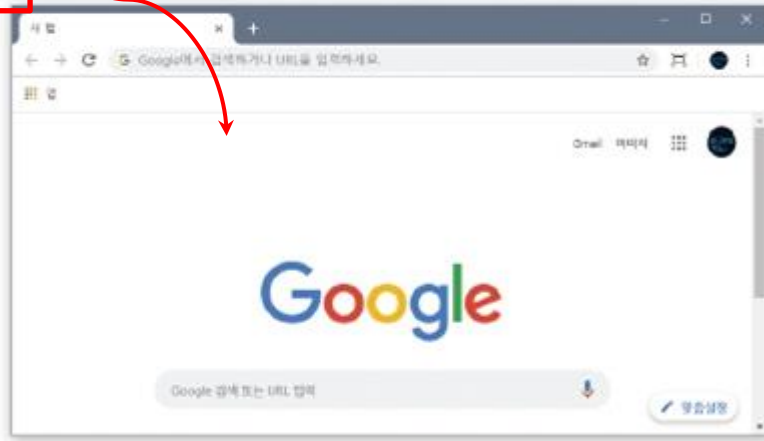 새 탭
Google에서 검색하거나 URL을 입력하세요.
앱
Gmail 이미지
Google
Google 검색 또는 URL 입력
맞춤설정